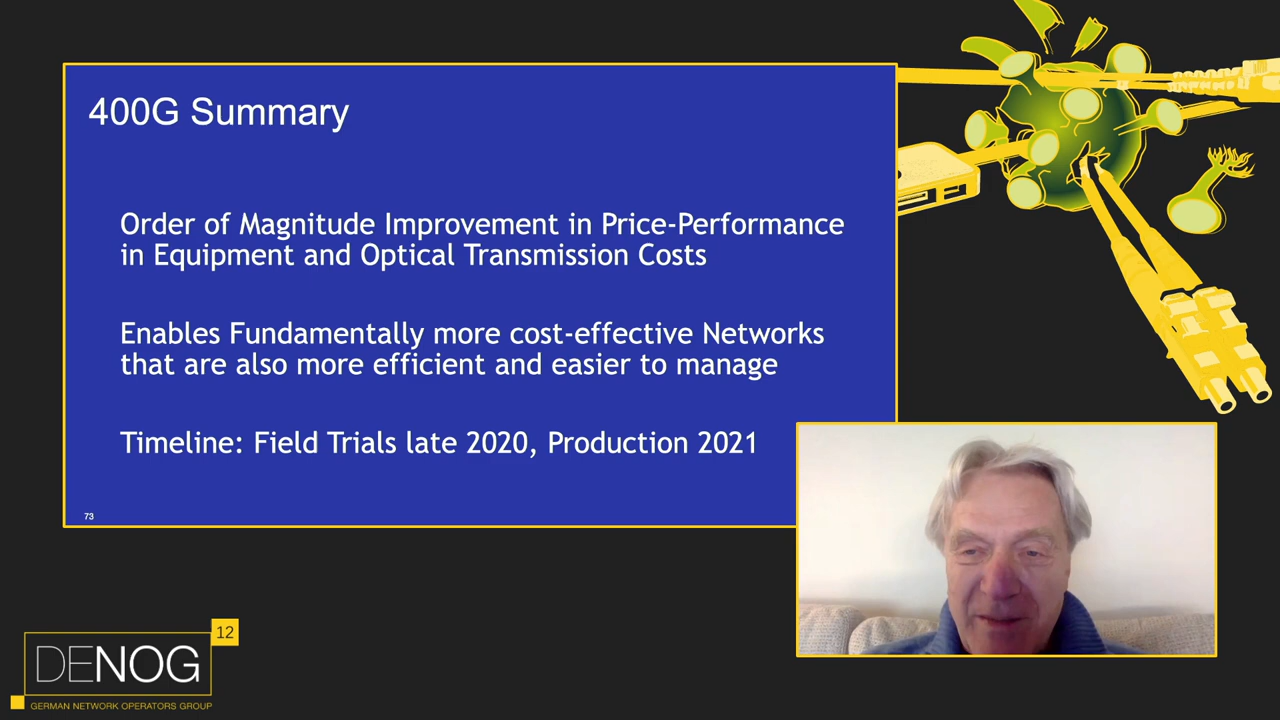 400G Summary
Order of Magnitude Improvement in Price-Performance
in Equipment and Optical Transmission Costs
Enables Fundamentally more cost-effective Networks
that are also more efficient and easier to manage
Timeline: Field Trials late 2020, Production 2021
73
12
DENOG
GERMAN NETWORK OPERATORS GROUP